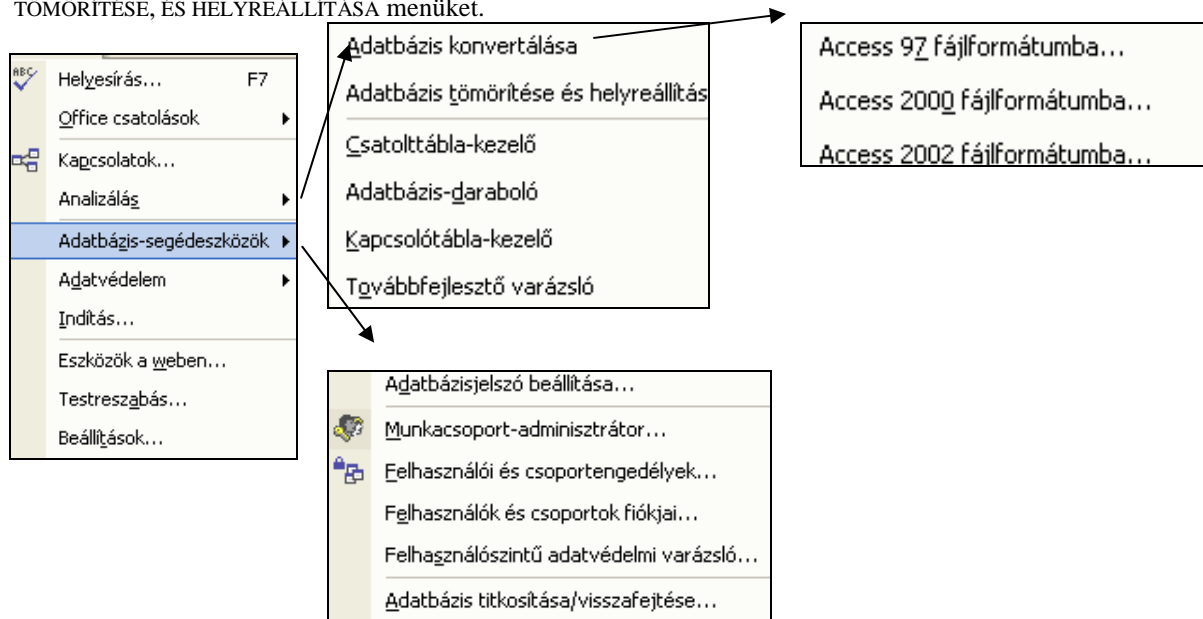 TÖMÖRÍTÉSE, ÉS HELYREÁLLÍTÁSA menüket.
Helyesírás... F7
Office csatolások
Kapcsolatok...
Analizálás
Adatbázis-segédeszközök
Adatvédelem
Indítás...
Eszközök a weben...
Testreszabás...
Beállítások...
Adatbázis konvertálása
Adatbázis tömörítése és helyreállítás
Csatolttábla-kezelő
Adatbázis-daraboló
Kapcsolótábla-kezelő
Továbbfejlesztő varázsló
Access 97 fájlformátumba...
Access 2000 fájlformátumba...
Access 2002 fájlformátumba...
Adatbázisjelszó beállítása...
Munkacsoport-adminisztrátor...
Felhasználói és csoportengedélyek...
Felhasználók és csoportok fiókjai...
Felhasználószintű adatvédelmi varázsló...
Adatbázis titkosítása/visszafejtése...